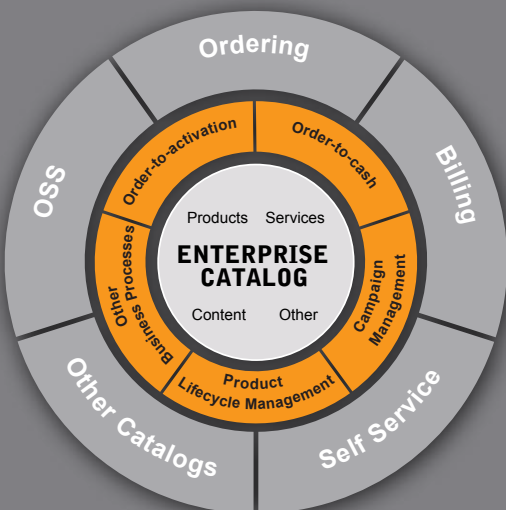 Ordering
OSS
Billing
Order-to-activation
Order-to-cash
Products Services
ENTERPRISE
CATALOG
Content Other
Other
Business Processes
Campaign
Management
Product
Lifecycle Management
Other Catalogs
Self Service